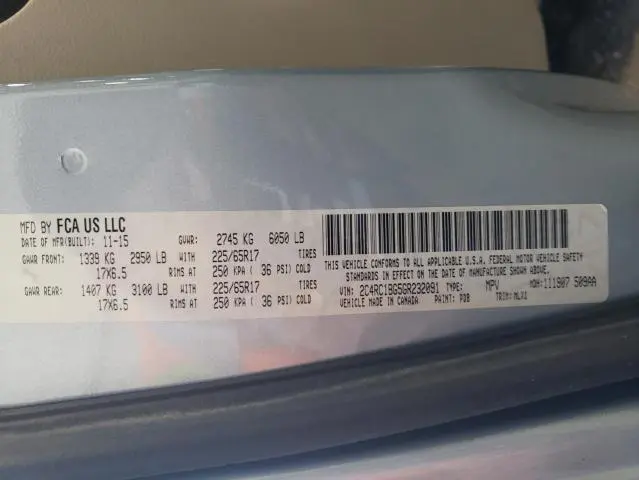 MFD BY FCA US LLC
DATE OF MFR(BUILT): 11-15 GVWR: 2745 KG 6050 LB
GAWR FRONT: 1339 KG 2950 LB WITH 225/65R17 TIRES
17X6.5 RIMS AT 250 KPA ( 36 PSI) COLD
GAWR REAR: 1407 KG 3100 LB WITH 225/65R17 TIRES
17X6.5 RIMS AT 250 KPA ( 36 PSI) COLD
THIS VEHICLE CONFORMS TO ALL APPLICABLE U.S.A. FEDERAL MOTOR VEHICLE SAFETY
STANDARDS IN EFFECT ON THE DATE OF MANUFACTURE SHOWN ABOVE.
VIN: 2C4RC1BG5GR232091 TYPE: MPV MDH:111907 509AA
VEHICLE MADE IN CANADA PAINT: PDB TRIM: MLX1